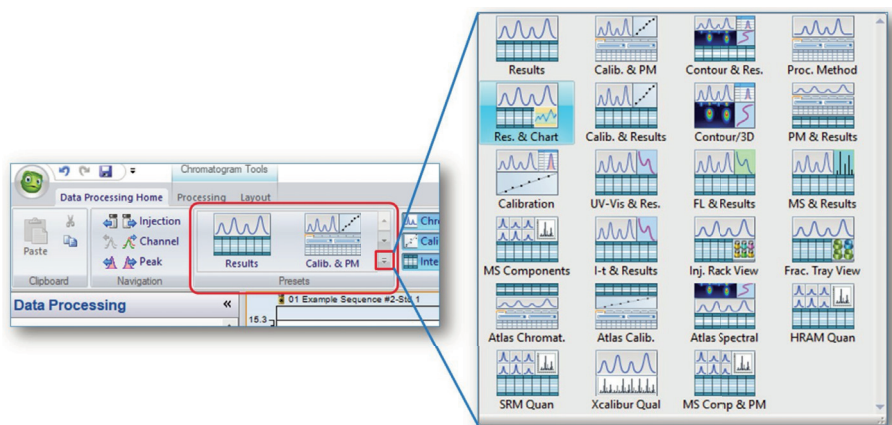 Chromatogram Tools
Data Processing Home Processing Layout
Paste
Injection
Channel
Peak
Results Calib. & PM
Chro
Cali
Inte
Clipboard Navigation Presets
Data Processing «
01 Example Sequence #2-Std 1
15.3
Results Calib. & PM Contour & Res. Proc. Method
Res. & Chart Calib. & Results Contour/3D PM & Results
Calibration UV-Vis & Res. FL & Results MS & Results
MS Components I-t & Results Inj. Rack View Frac. Tray View
Atlas Chromat. Atlas Calib. Atlas Spectral HRAM Quan
SRM Quan Xcalibur Qual MS Comp & PM